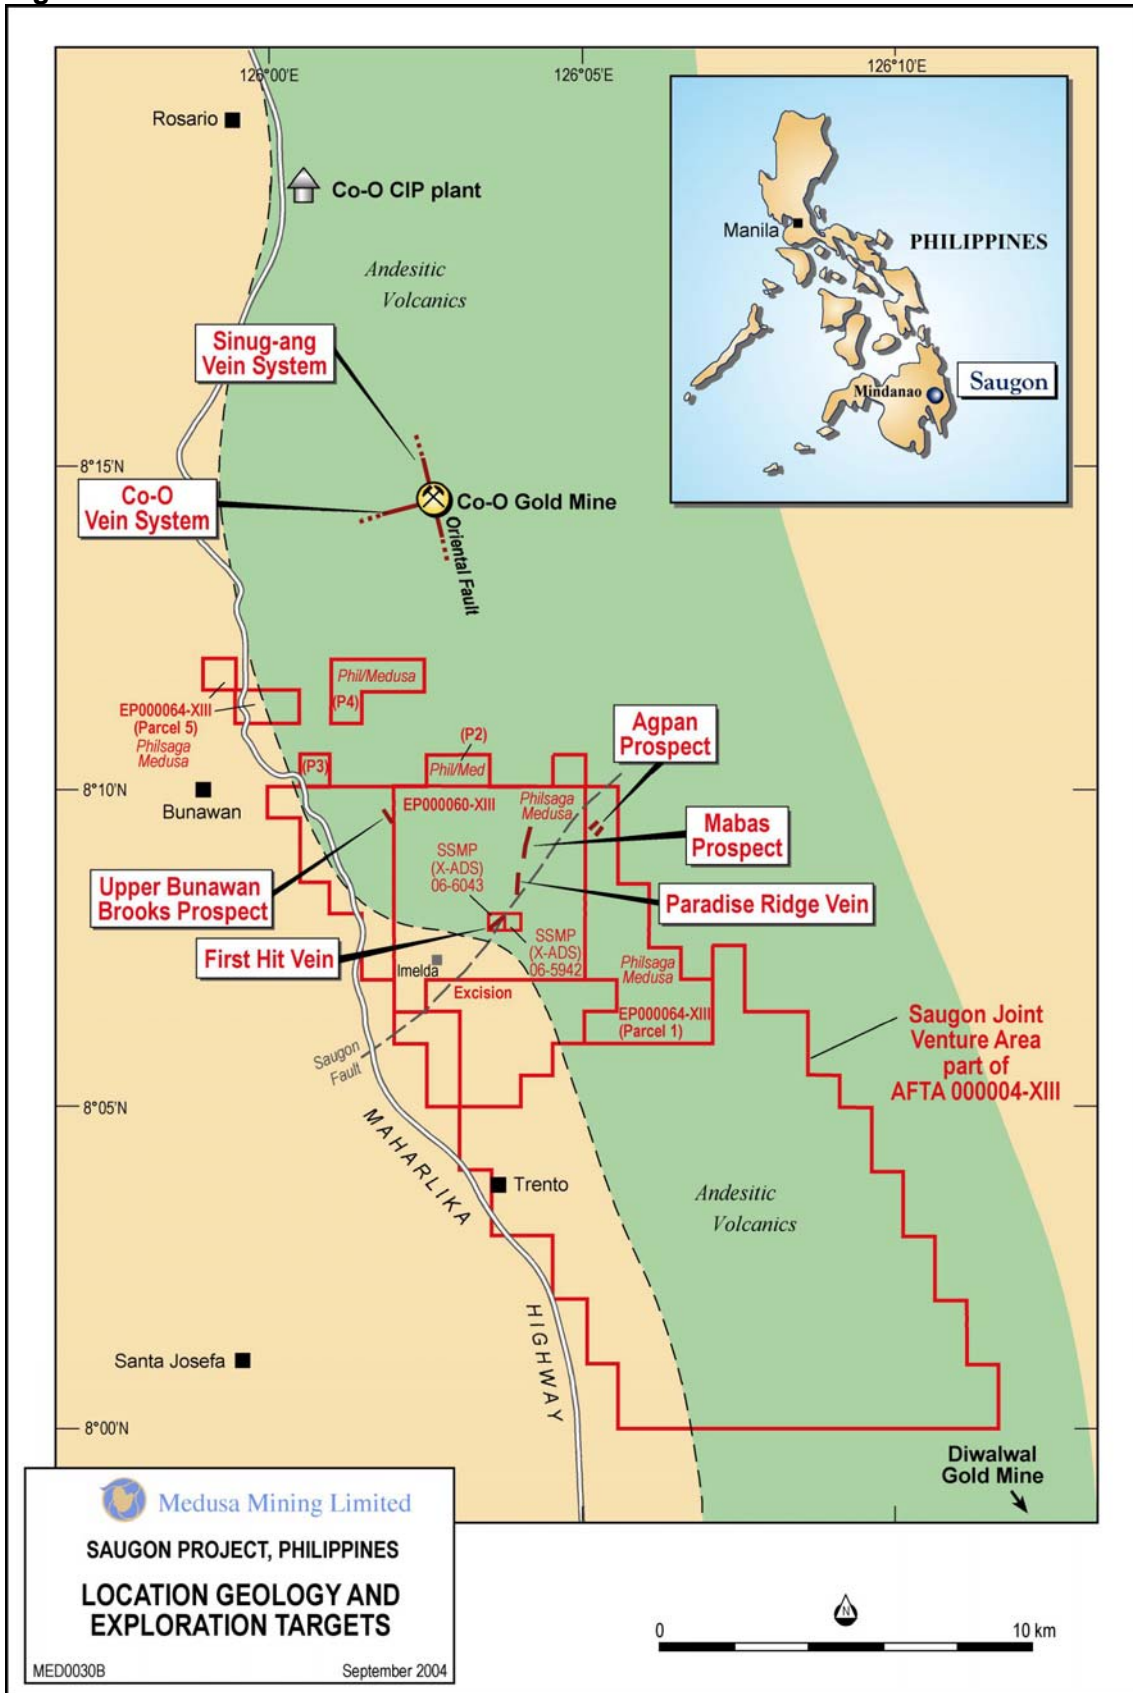 126°00'E
126°05'E
126°10'E
Rosario
Co-O CIP plant
Manila
PHILIPPINES
Andesitic
Volcanics
Sinug-ang
Vein System
Mindanao
Saugon
8°15'N
Co-O
Vein System
Co-O Gold Mine
Oriental Fault
Phil/Medusa
(P4)
EP000064-XIII
(Parcel 5)
Philsaga
Medusa
(P2)
Agpan
Prospect
(P3)
Phil/Med
8°10'N
Bunawan
EP000060-XIII
Philsaga
Medusa
Mabas
Prospect
SSMP
(X-ADS)
06-6043
Upper Bunawan
Brooks Prospect
Paradise Ridge Vein
First Hit Vein
SSMP
(X-ADS)
06-5942
Imelda
Philsaga
Medusa
Excision
EP000064-XIII
(Parcel 1)
Saugon Joint
Venture Area
part of
AFTA 000004-XIII
Saugon
Fault
8°05'N
MAHARLIKA
HIGHWAY
Trento
Andesitic
Volcanics
Santa Josefa
8°00'N
Diwalwal
Gold Mine
Medusa Mining Limited
SAUGON PROJECT, PHILIPPINES
LOCATION GEOLOGY AND
EXPLORATION TARGETS
MED0030B
September 2004
N
0
10 km